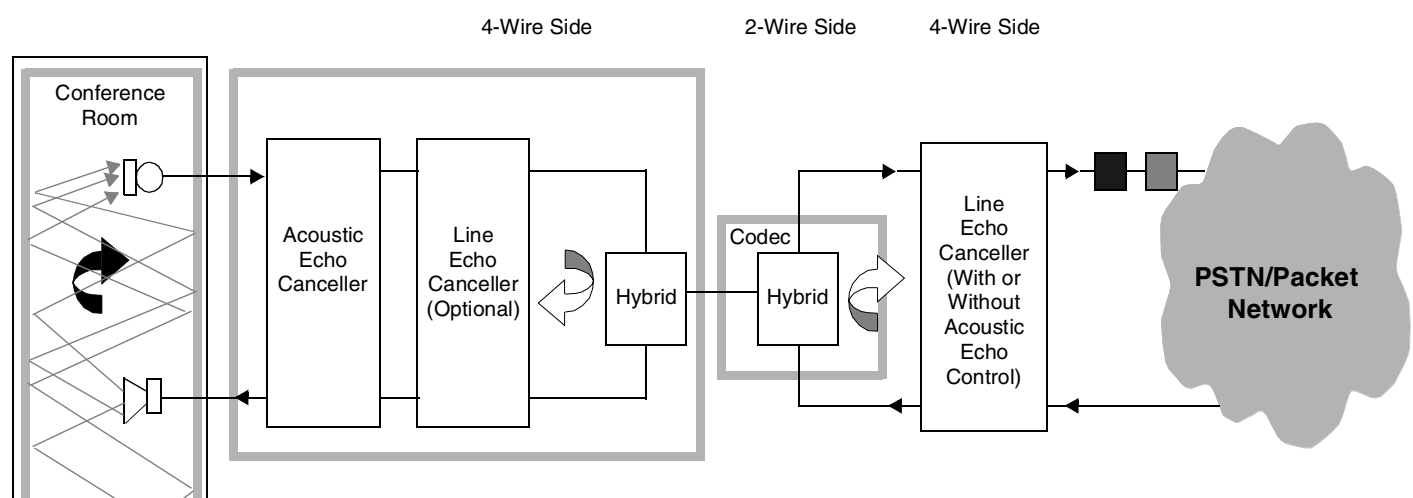 4-Wire Side
2-Wire Side
4-Wire Side
Conference
Room
Acoustic
Echo
Canceller
Line
Echo
Canceller
(Optional)
Hybrid
Codec
Hybrid
Line
Echo
Canceller
(With or
Without
Acoustic
Echo
Control)
PSTN/Packet
Network